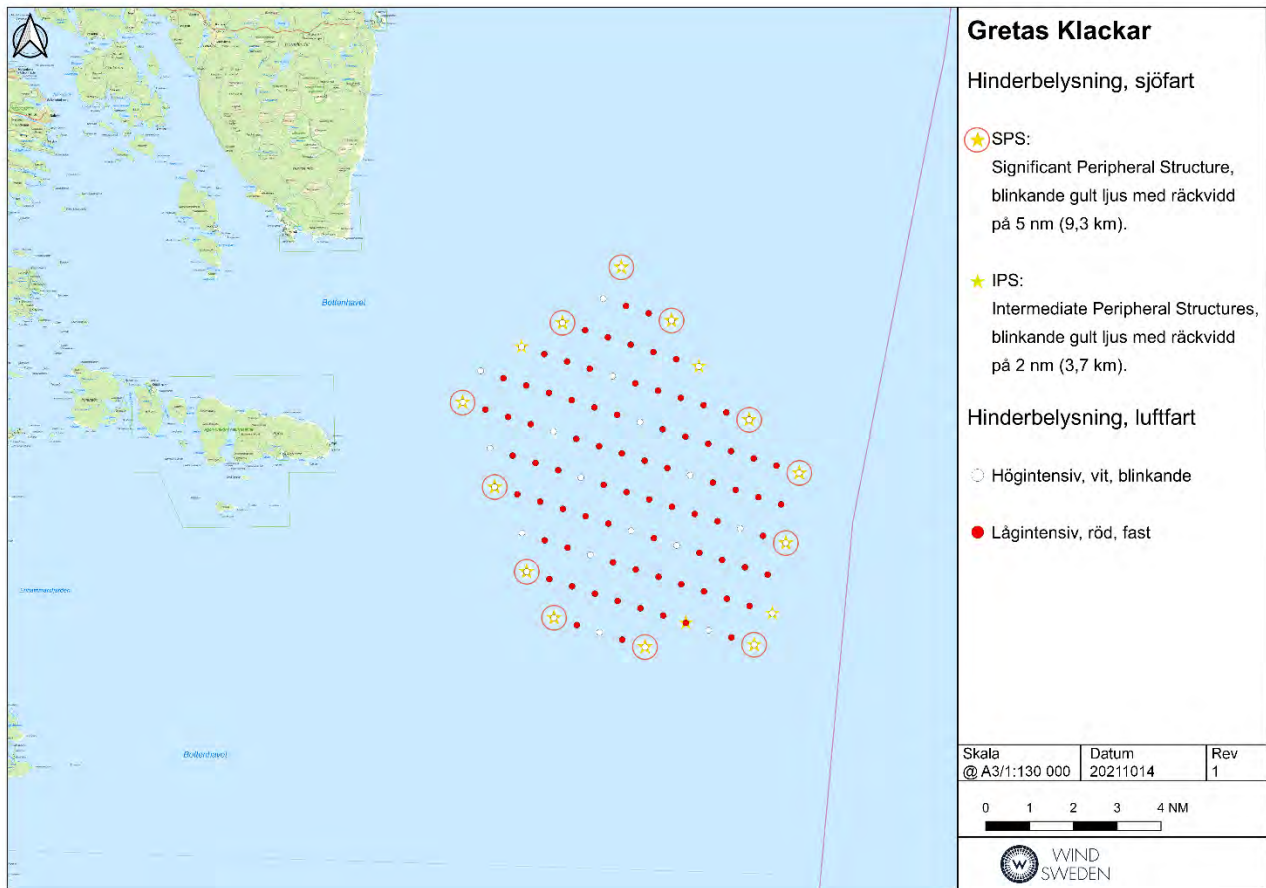 Gretas Klackar
Hinderbelysning, sjöfart
SPS:
Significant Peripheral Structure,
blinkande gult ljus med räckvidd
på 5 nm (9,3 km).
IPS:
Intermediate Peripheral Structures,
blinkande gult ljus med räckvidd
på 2 nm (3,7 km).
Hinderbelysning, luftfart
Högintensiv, vit, blinkande
Lågintensiv, röd, fast
Skala
@ A3/1:130 000
Datum
20211014
Rev
1
0 1 2 3 4 NM
W
WIND
SWEDEN
Bottenhavet
Bottenhavet